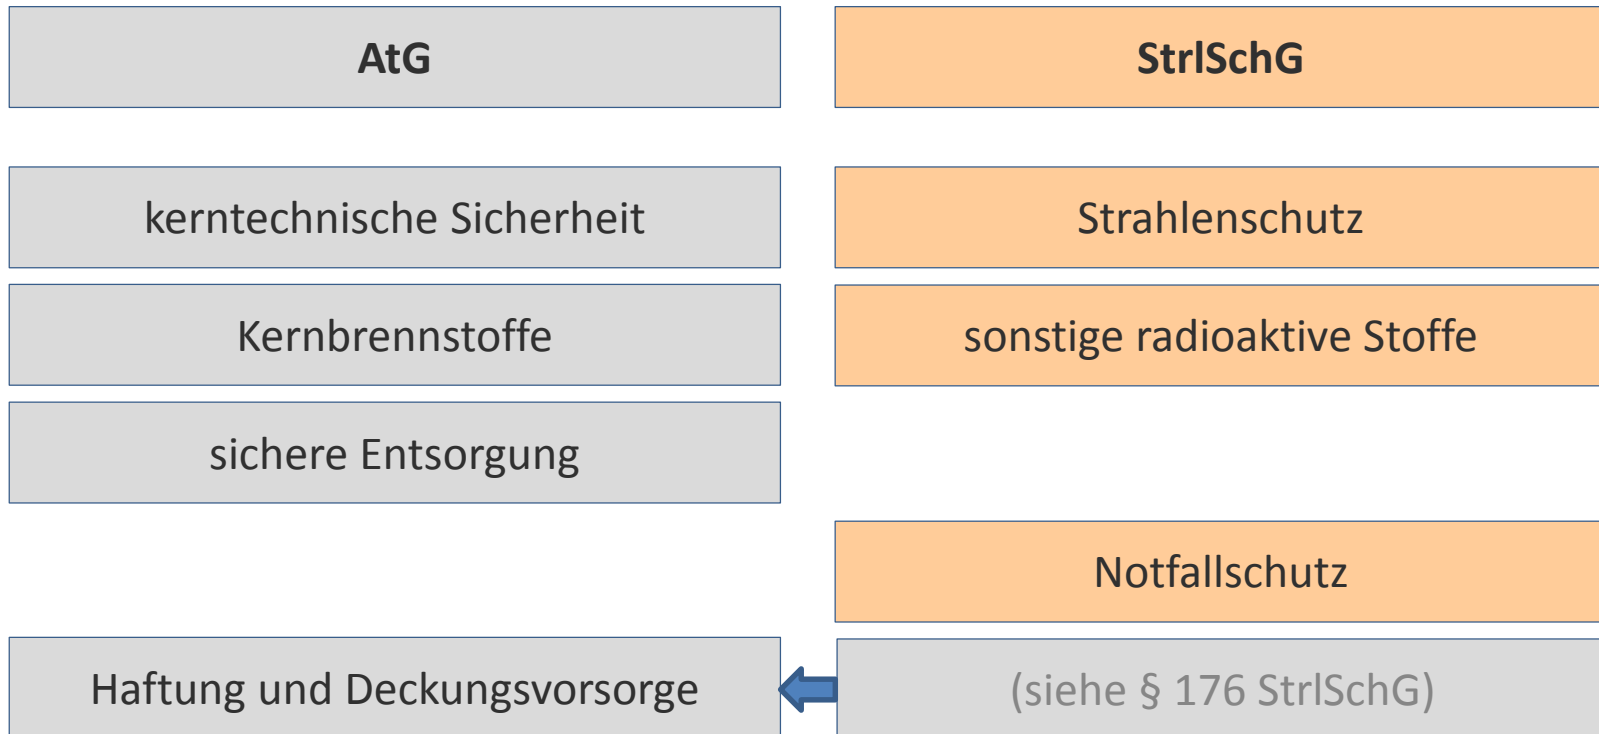 AtG
StrlSchG
kerntechnische Sicherheit
Strahlenschutz
Kernbrennstoffe
sonstige radioaktive Stoffe
sichere Entsorgung
Notfallschutz
Haftung und Deckungsvorsorge
(siehe § 176 StrlSchG)